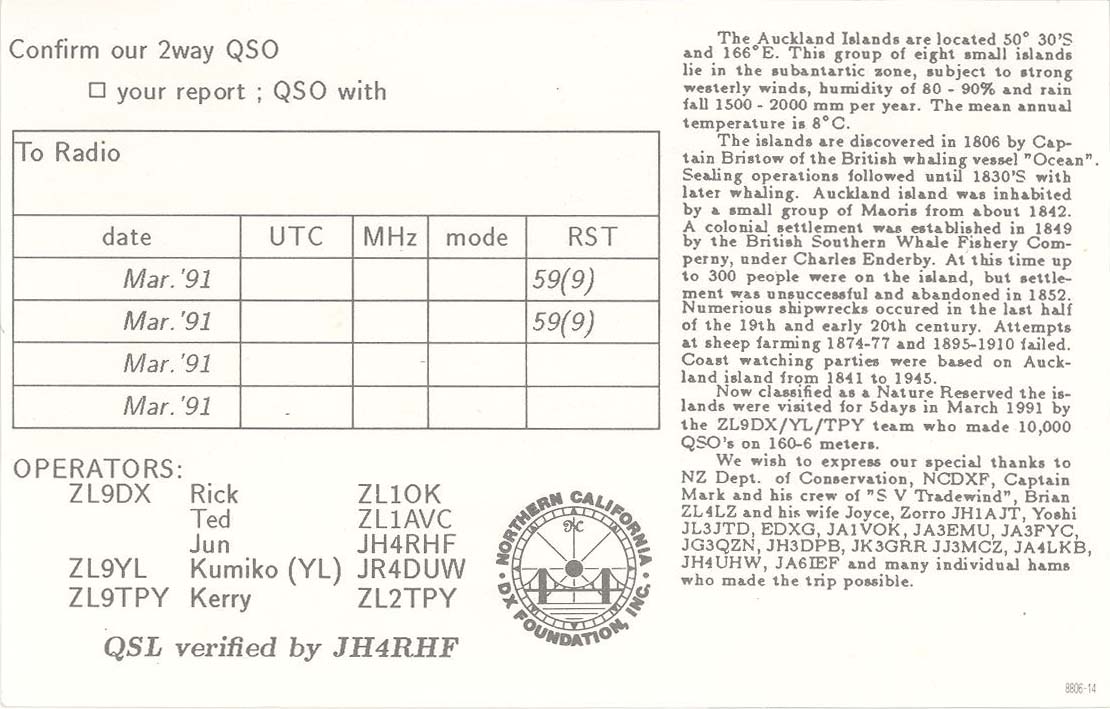 Confirm our 2way QSO
☐ your report ; QSO with
To Radio
date UTC MHz mode RST
Mar. '91 59(9)
Mar. '91 59(9)
Mar. '91
Mar. '91
OPERATORS:
ZL9DX Rick ZL1OK
Ted ZL1AVC
Jun JH4RHF
ZL9YL Kumiko (YL) JR4DUW
ZL9TPY Kerry ZL2TPY
QSL verified by JH4RHF
NORTHERN CALIFORNIA
DX FOUNDATION, INC.
The Auckland Islands are located 50° 30'S
and 166°E. This group of eight small islands
lie in the subantartic zone, subject to strong
westerly winds, humidity of 80 - 90% and rain
fall 1500 - 2000 mm per year. The mean annual
temperature is 8°C.
The islands are discovered in 1806 by Cap-
tain Bristow of the British whaling vessel "Ocean".
Sealing operations followed until 1830'S with
later whaling. Auckland island was inhabited
by a small group of Maoris from about 1842.
A colonial settlement was established in 1849
by the British Southern Whale Fishery Com-
perny, under Charles Enderby. At this time up
to 300 people were on the island, but settle-
ment was unsuccessful and abandoned in 1852.
Numerious shipwrecks occured in the last half
of the 19th and early 20th century. Attempts
at sheep farming 1874-77 and 1895-1910 failed.
Coast watching parties were based on Auck-
land island from 1841 to 1945.
Now classified as a Nature Reserved the is-
lands were visited for 5days in March 1991 by
the ZL9DX/YL/TPY team who made 10,000
QSO's on 160-6 meters.
We wish to express our special thanks to
NZ Dept. of Conservation, NCDXF, Captain
Mark and his crew of "S V Tradewind", Brian
ZL4LZ and his wife Joyce, Zorro JH1AJT, Yoshi
JL3JTD, EDXG, JA1VOK, JA3EMU, JA3FYC,
JG3QZN, JH3DPB, JK3GRR JJ3MCZ, JA4LKB,
JH4UHW, JA6IEF and many individual hams
who made the trip possible.
8806-14